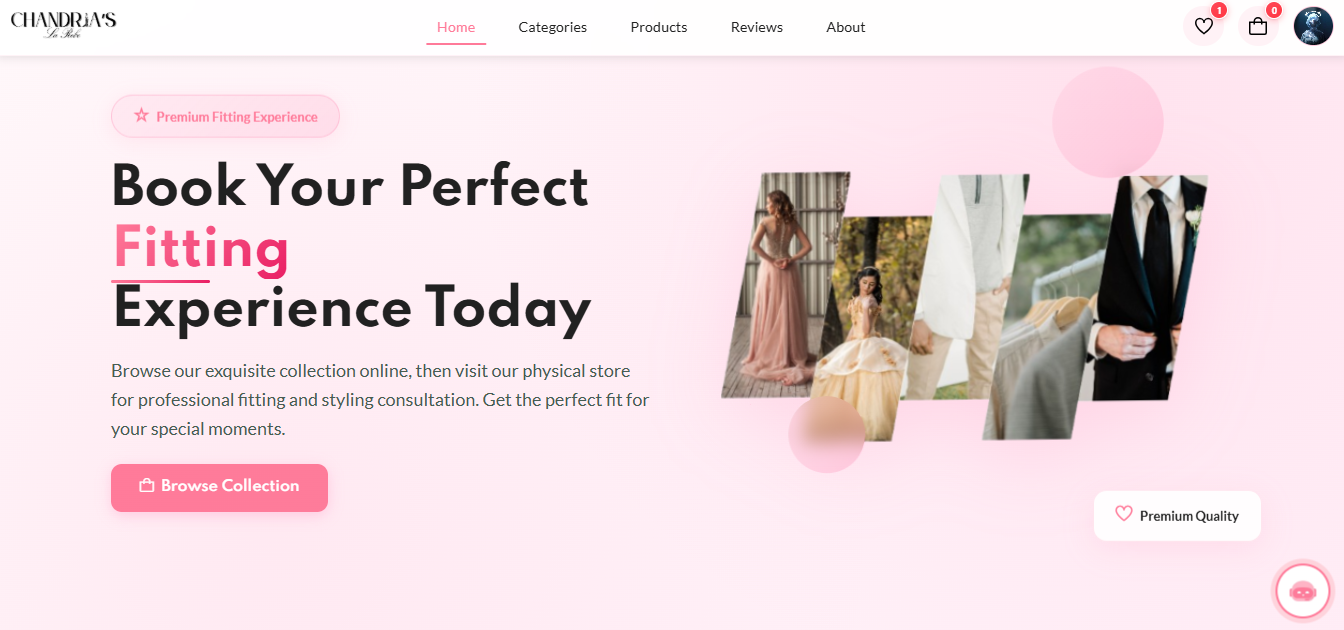 CHANDRIA'S
La Robe
Home
Categories
Products
Reviews
About
1
0
Premium Fitting Experience
Book Your Perfect
Fitting
Experience Today
Browse our exquisite collection online, then visit our physical store
for professional fitting and styling consultation. Get the perfect fit for
your special moments.
Browse Collection
Premium Quality